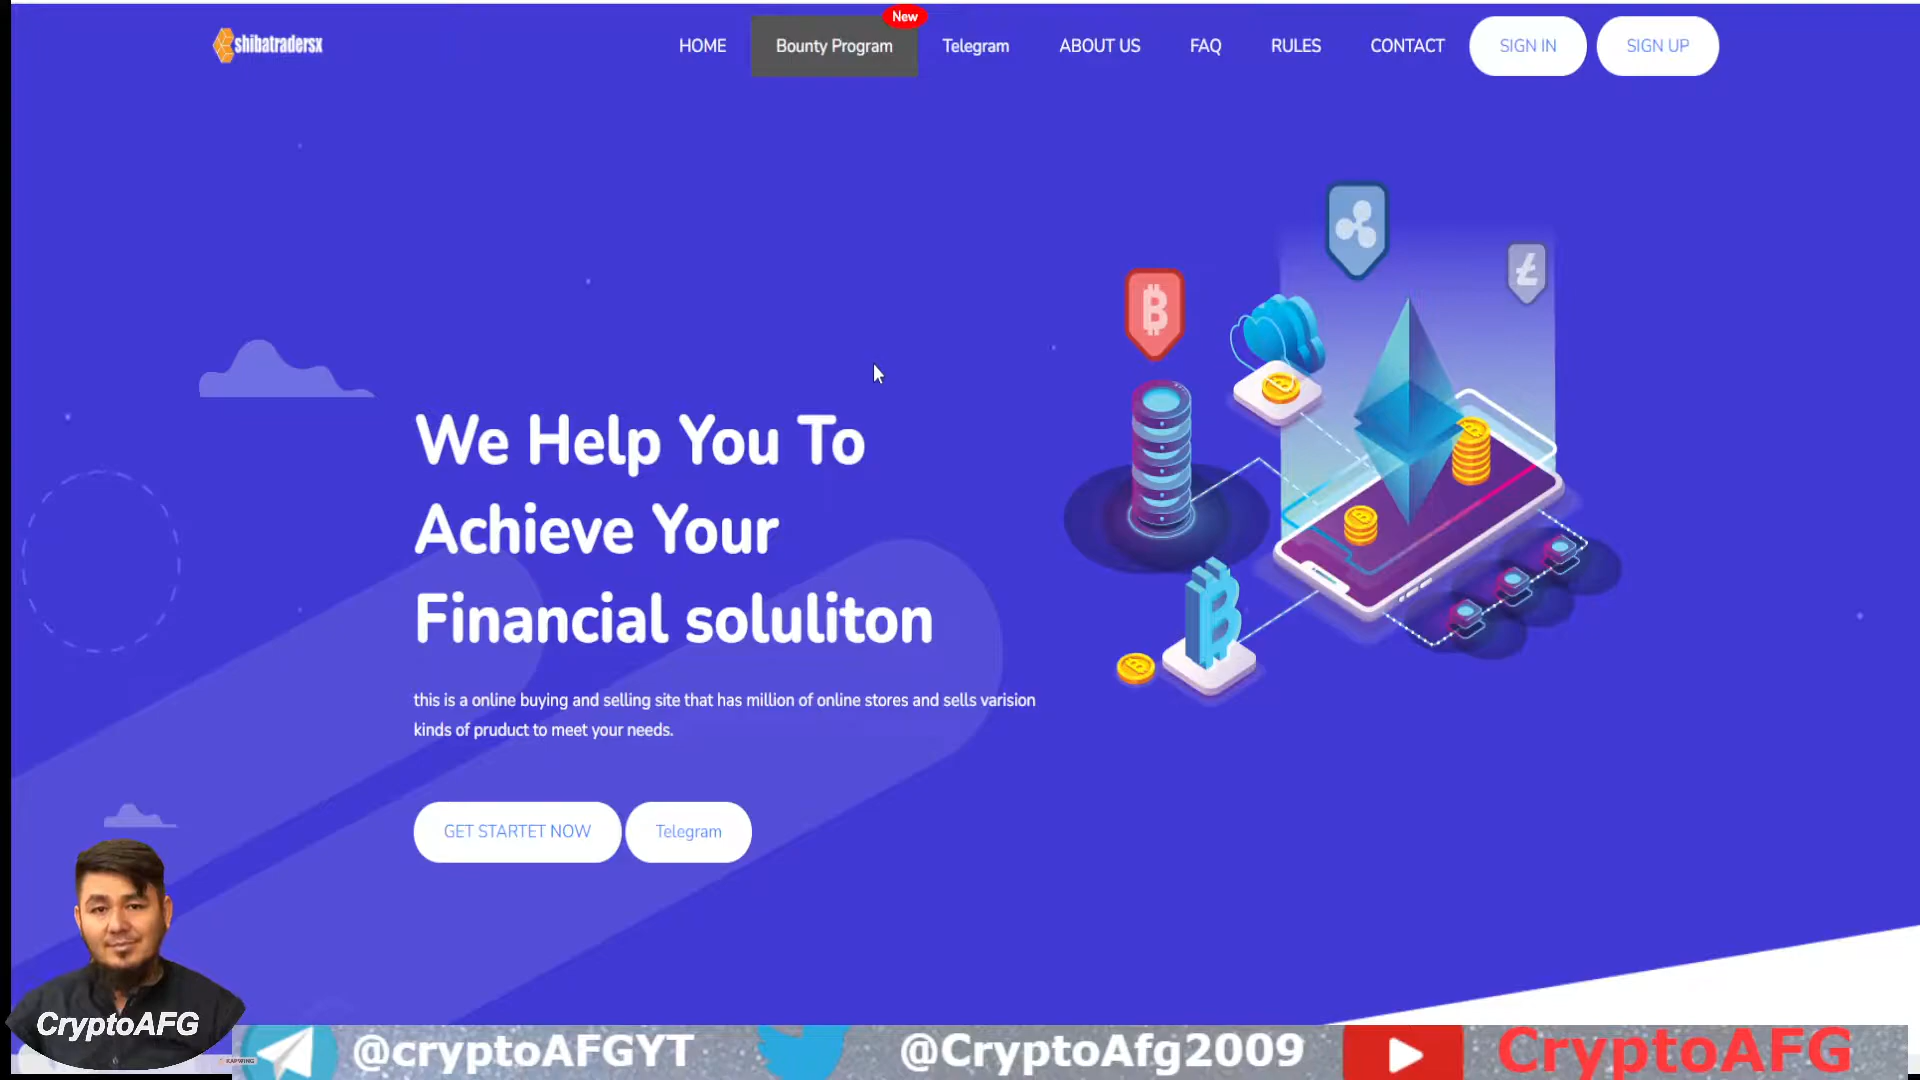 shibatradersx
HOME
Bounty Program
New
Telegram
ABOUT US
FAQ
RULES
CONTACT
SIGN IN
SIGN UP
We Help You To
Achieve Your
Financial soluliton
this is a online buying and selling site that has million of online stores and sells varision
kinds of pruduct to meet your needs.
GET STARTET NOW
Telegram
CryptoAFG
KAPWING
@cryptoAFGYT
@CryptoAfg2009
CryptoAFG